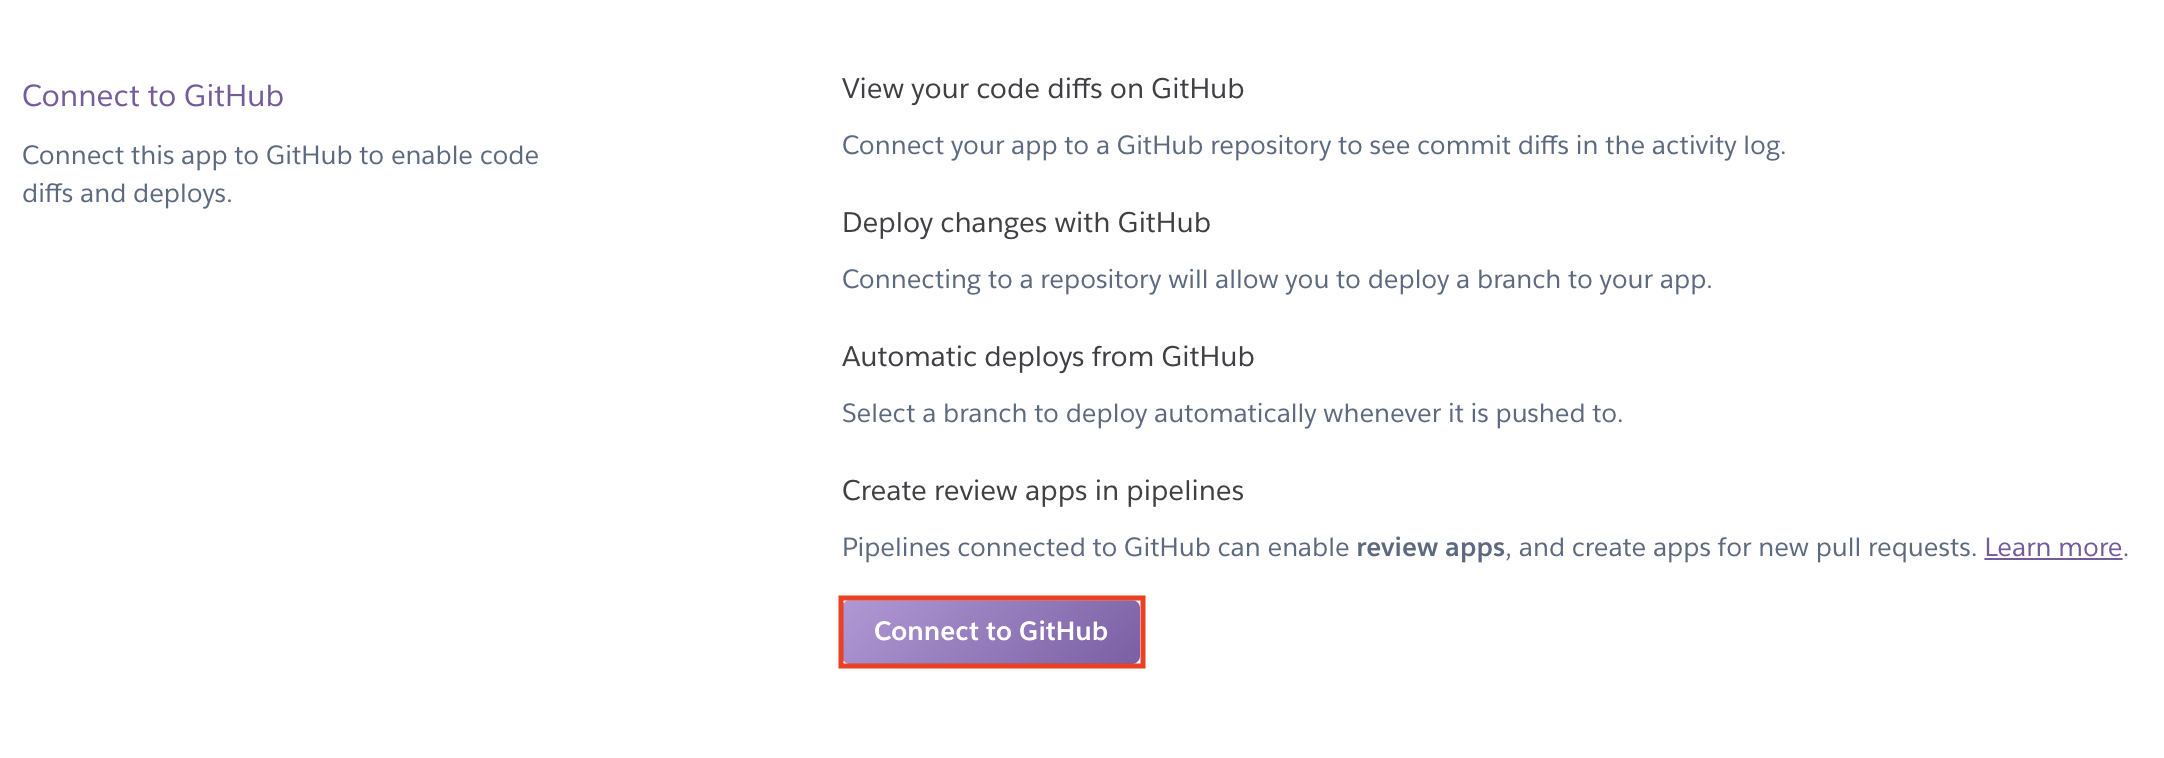 Connect to GitHub
Connect this app to GitHub to enable code
diffs and deploys.
View your code diffs on GitHub
Connect your app to a GitHub repository to see commit diffs in the activity log.
Deploy changes with GitHub
Connecting to a repository will allow you to deploy a branch to your app.
Automatic deploys from GitHub
Select a branch to deploy automatically whenever it is pushed to.
Create review apps in pipelines
Pipelines connected to GitHub can enable review apps, and create apps for new pull requests. Learn more.
Connect to GitHub